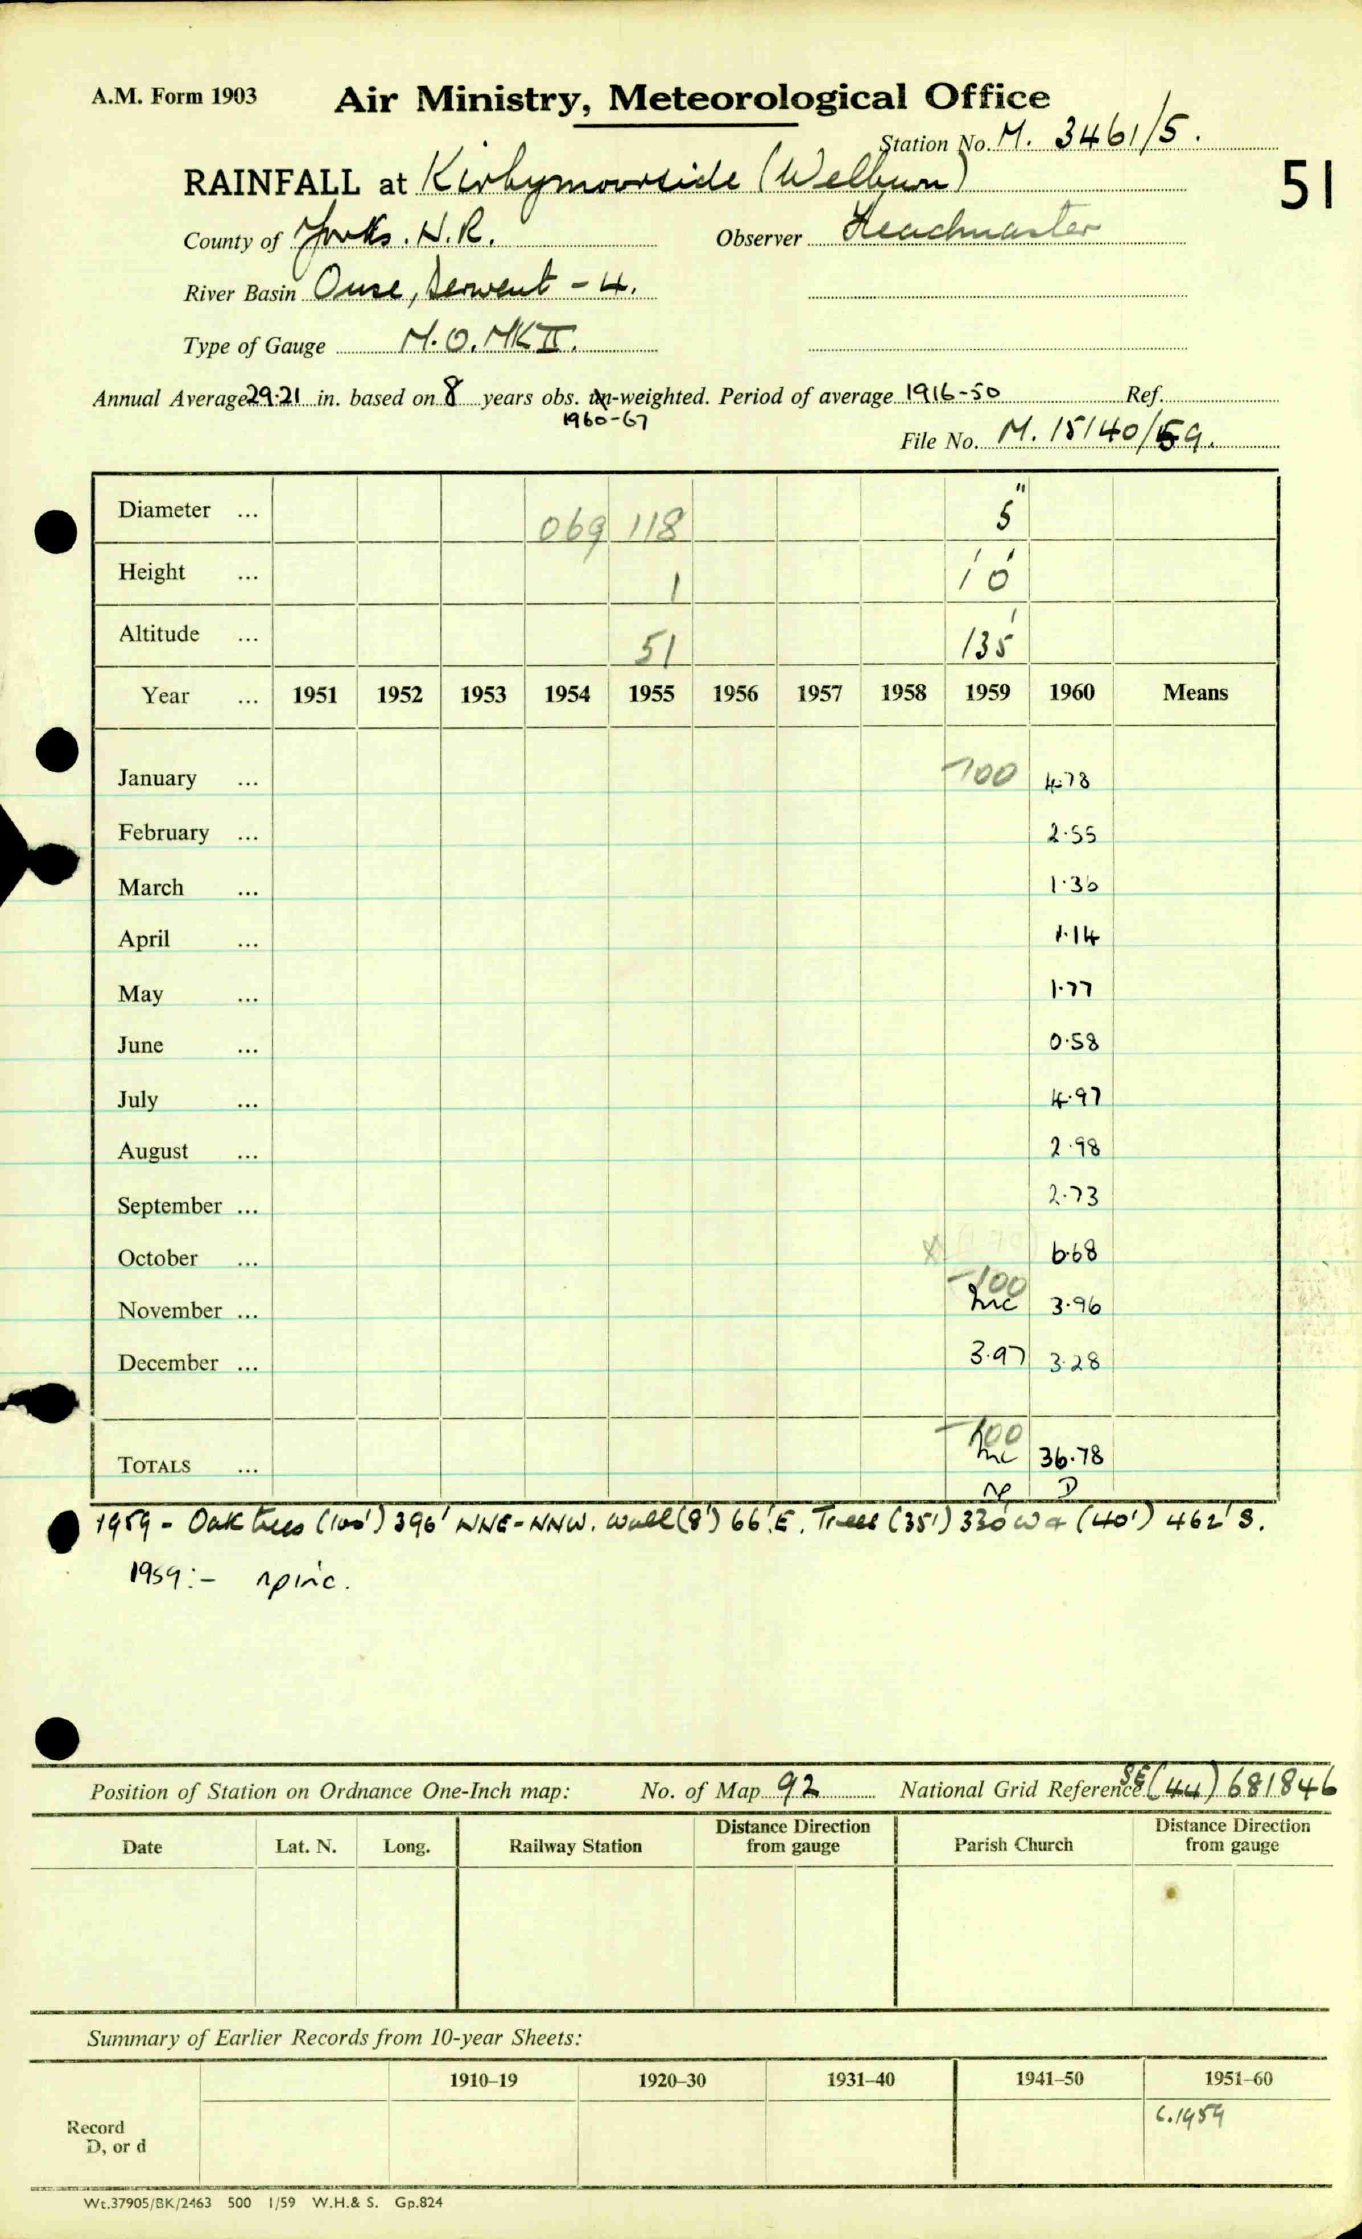 A.M. Form 1903
Air Ministry, Meteorological Office
Station No. M. 3461/5.
RAINFALL at Kirbymoorside (Welburn)
51
County of Yorks. N.R. Observer Headmaster
River Basin Ouse, Derwent - 4.
Type of Gauge M.O. MK II.
Annual Average 29.21 in. based on 8 years obs. -weighted. Period of average 1916-50 Ref.
1960-67
File No. M. 15140/59.
Diameter ... 069 118 5"
Height ... 1 1' 0"
Altitude ... 51 135'
Year ... 1951 1952 1953 1954 1955 1956 1957 1958 1959 1960 Means
January ... -100 4.78
February ... 2.55
March ... 1.36
April ... 1.14
May ... 1.77
June ... 0.58
July ... 4.97
August ... 2.98
September ... 2.73
October ... 6.68
November ... -100 Inc 3.96
December ... 3.97 3.28
TOTALS ... -100 Inc 36.78
np D
1959 - Oak trees (100') 396' NNE-NNW. Wall (8') 66' E. Trees (35') 330' W & (40') 462' S.
1959:- np inc.
Position of Station on Ordnance One-Inch map: No. of Map 92 National Grid Reference SE (44) 681846
Date Lat. N. Long. Railway Station Distance Direction from gauge Parish Church Distance Direction from gauge
Summary of Earlier Records from 10-year Sheets:
1910–19 1920–30 1931–40 1941–50 1951–60
Record
D, or d
c.1959
Wt.37905/BK/2463 500 1/59 W.H.& S. Gp.824